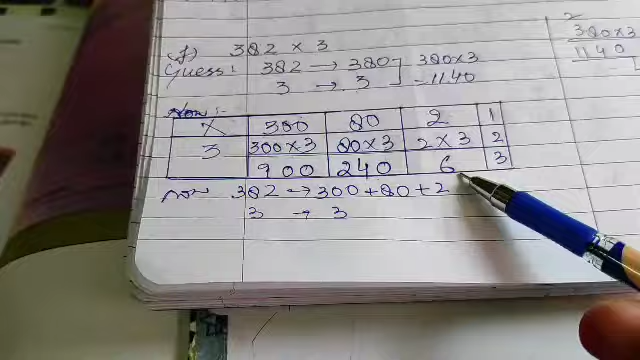 f) 382 × 3
Guess: 382 → 380 ] 380×3
3 → 3 = 1140
2
380×3
1140
Now :-
× 300 80 2 1
3 300×3 80×3 2×3 2
900 240 6 3
Now 382 → 300+80+2
3 → 3